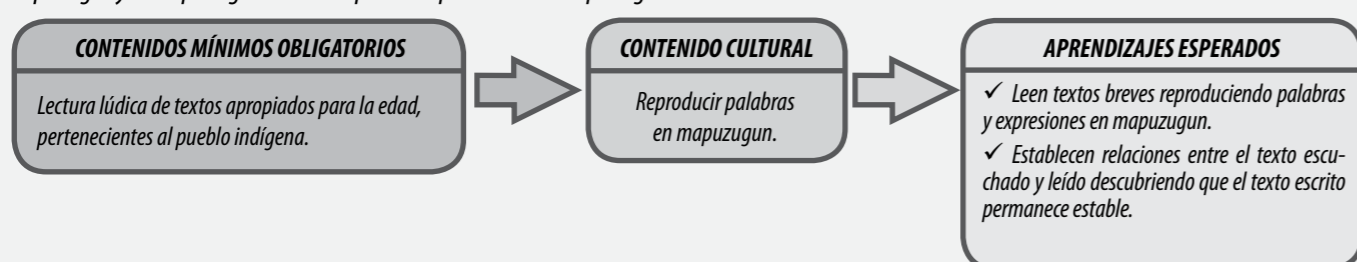 CONTENIDOS MÍNIMOS OBLIGATORIOS
Lectura lúdica de textos apropiados para la edad,
pertenecientes al pueblo indígena.
CONTENIDO CULTURAL
Reproducir palabras
en mapuzugun.
APRENDIZAJES ESPERADOS
✓ Leen textos breves reproduciendo palabras
y expresiones en mapuzugun.
✓ Establecen relaciones entre el texto escu-
chado y leído descubriendo que el texto escrito
permanece estable.